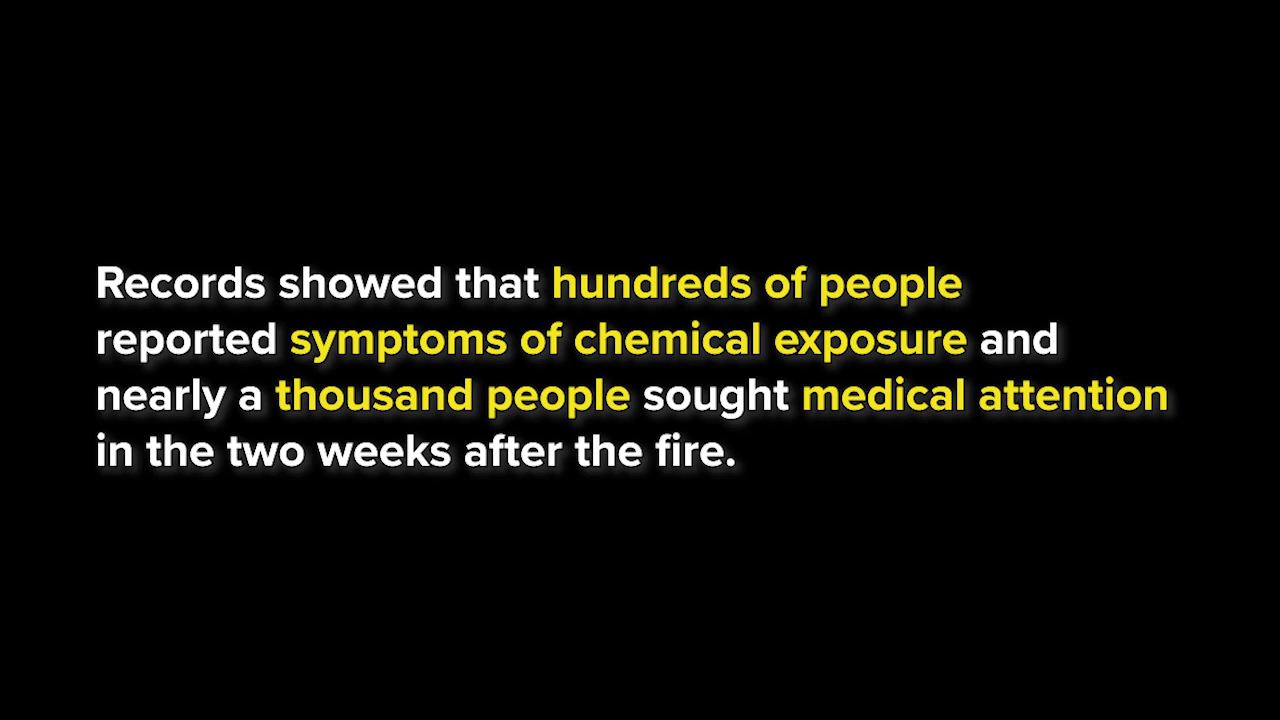 Records showed that hundreds of people
reported symptoms of chemical exposure and
nearly a thousand people sought medical attention
in the two weeks after the fire.